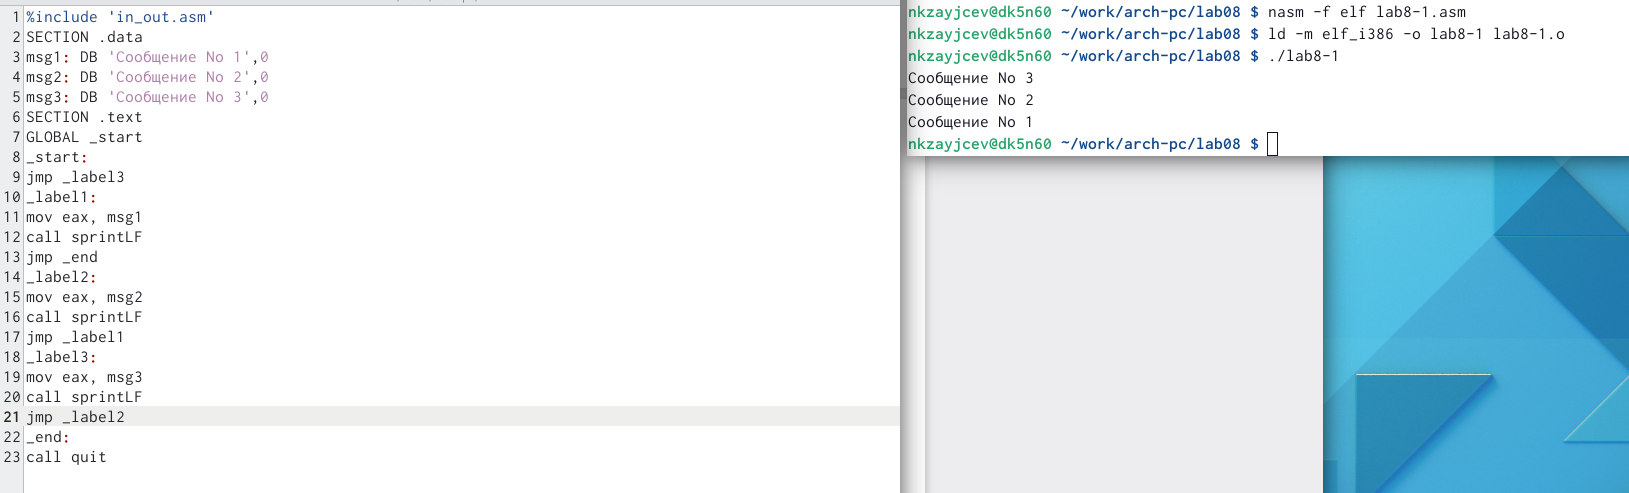 1 %include 'in_out.asm'
2 SECTION .data
3 msg1: DB 'Сообщение No 1',0
4 msg2: DB 'Сообщение No 2',0
5 msg3: DB 'Сообщение No 3',0
6 SECTION .text
7 GLOBAL _start
8 _start:
9 jmp _label3
10 _label1:
11 mov eax, msg1
12 call sprintLF
13 jmp _end
14 _label2:
15 mov eax, msg2
16 call sprintLF
17 jmp _label1
18 _label3:
19 mov eax, msg3
20 call sprintLF
21 jmp _label2
22 _end:
23 call quit
nkzayjcev@dk5n60 ~/work/arch-pc/lab08 $ nasm -f elf lab8-1.asm
nkzayjcev@dk5n60 ~/work/arch-pc/lab08 $ ld -m elf_i386 -o lab8-1 lab8-1.o
nkzayjcev@dk5n60 ~/work/arch-pc/lab08 $ ./lab8-1
Сообщение No 3
Сообщение No 2
Сообщение No 1
nkzayjcev@dk5n60 ~/work/arch-pc/lab08 $